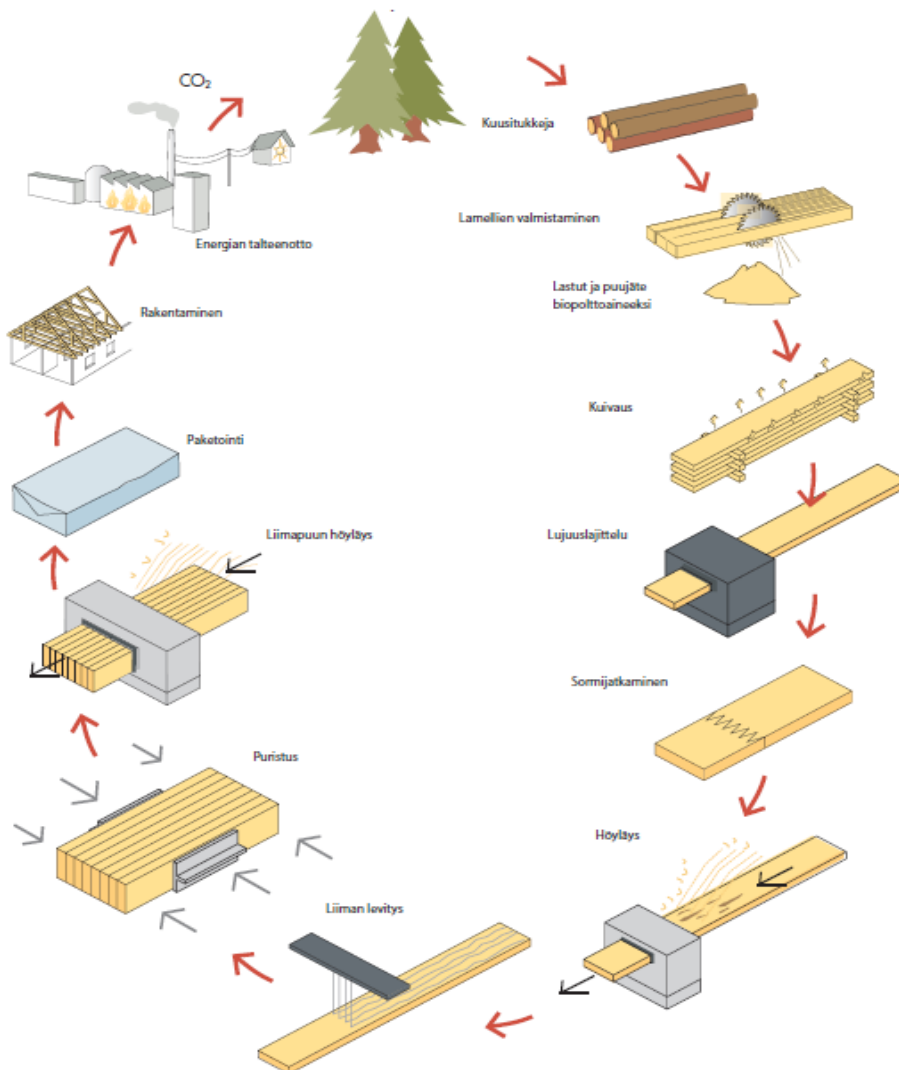 CO₂
Kuusitukkeja
Lamellien valmistaminen
Lastut ja puujäte
biopolttoaineeksi
Kuivaus
Lujuuslajittelu
Sormijatkaminen
Höyläys
Liiman levitys
Puristus
Liimapuun höyläys
Paketointi
Rakentaminen
Energian talteenotto